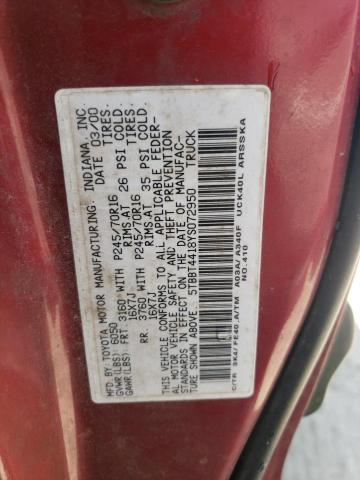 MFD. BY: TOYOTA MOTOR MANUFACTURING, INDIANA, INC.
GVWR(LBS) 6050 03/00
GAWR(LBS) FRT 3160 WITH P245/70R16 TIRES.
16X7J RIMS AT 26 PSI COLD.
RR. 3760 WITH P245/70R16 TIRES.
16X7J RIMS AT 35 PSI COLD.
THIS VEHICLE CONFORMS TO ALL APPLICABLE FEDER-
AL MOTOR VEHICLE SAFETY AND THEFT PREVENTION
STANDARDS IN EFFECT ON THE DATE OF MANUFAC-
TURE SHOWN ABOVE. TRUCK
5TBBT4418YS072950
C/TR 3K4/FE40 A/TM A03A/A340F UCK40L ARSSKA
NO.410